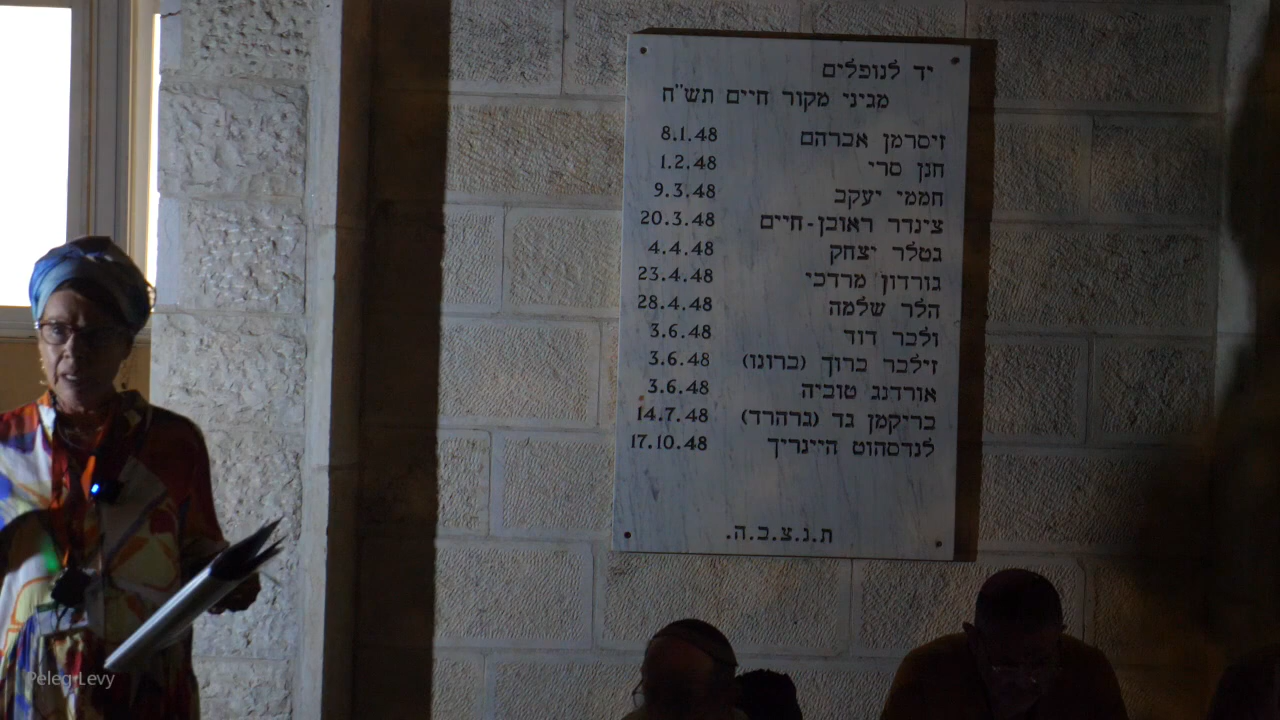 יד לנופלים
מגיני מקור חיים תש"ח
זיסרמן אברהם 8.1.48
חנן סרי 1.2.48
חממי יעקב 9.3.48
צינדר ראובן-חיים 20.3.48
בטלר יצחק 4.4.48
גורדון מרדכי 23.4.48
הלר שלמה 28.4.48
ולכר דוד 3.6.48
זילבר ברוך (ברונו) 3.6.48
אורדנג טוביה 3.6.48
בריקמן גד (גרהרד) 14.7.48
לנדסהוט היינריך 17.10.48
ת.נ.צ.ב.ה.
Peleg Levy